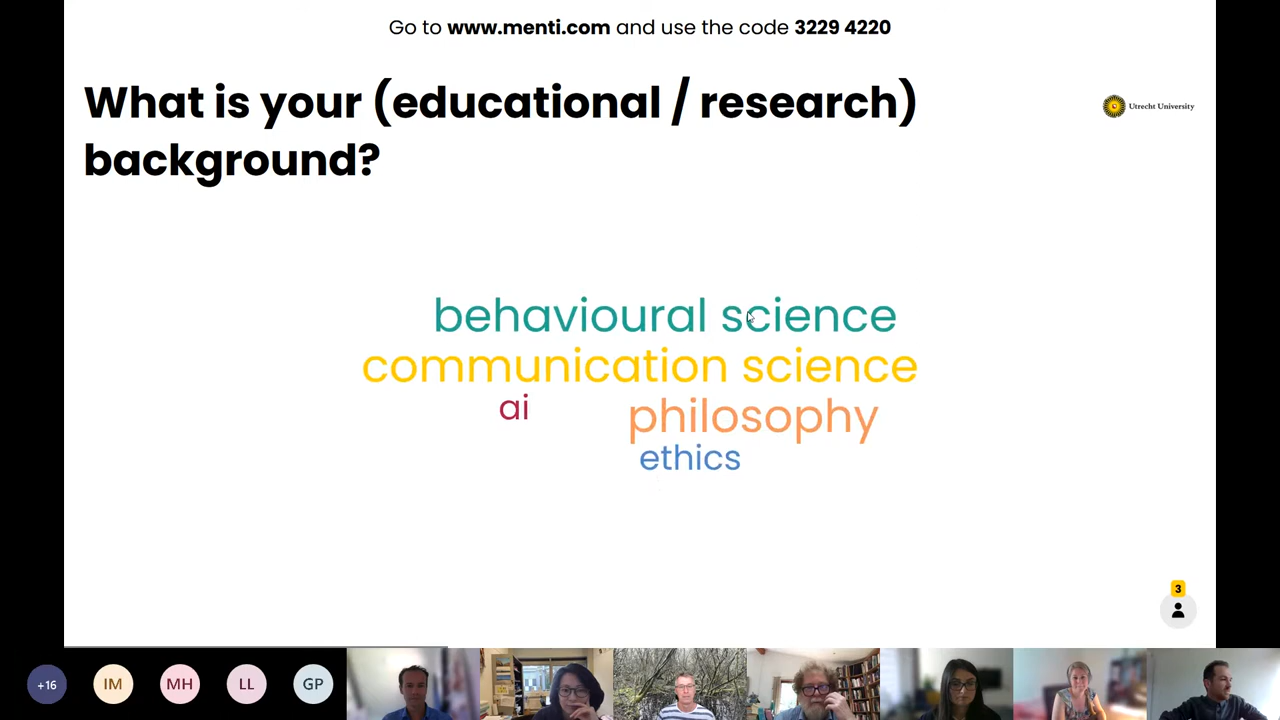 Go to www.menti.com and use the code 3229 4220
What is your (educational / research)
background?
Utrecht University
behavioural science
communication science
ai
philosophy
ethics
3
+16
IM
MH
LL
GP